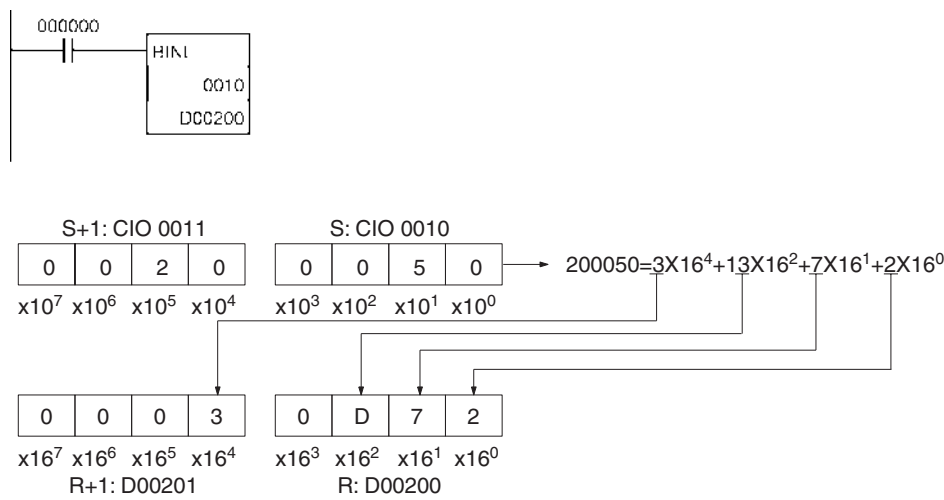 000000
BINL
0010
D00200
S+1: CIO 0011 S: CIO 0010
0 0 2 0 0 0 5 0 200050=3X16⁴+13X16²+7X16¹+2X16⁰
x10⁷ x10⁶ x10⁵ x10⁴ x10³ x10² x10¹ x10⁰
0 0 0 3 0 D 7 2
x16⁷ x16⁶ x16⁵ x16⁴ x16³ x16² x16¹ x16⁰
R+1: D00201 R: D00200